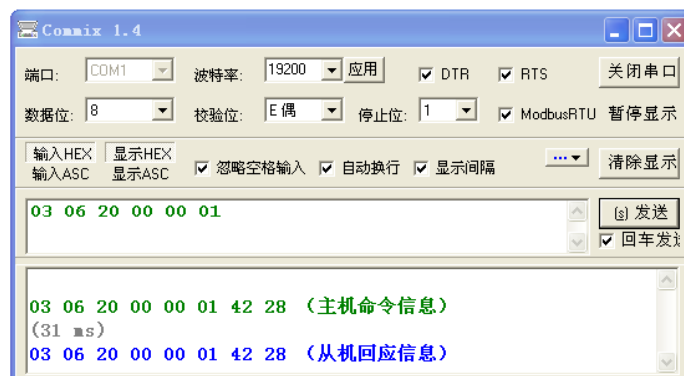 Commix 1.4
端口: COM1 波特率: 19200 应用 DTR RTS 关闭串口
数据位: 8 校验位: E 偶 停止位: 1 ModbusRTU 暂停显示
输入HEX 显示HEX
输入ASC 显示ASC 忽略空格输入 自动换行 显示间隔 ... 清除显示
03 06 20 00 00 01 (s) 发送
回车发送
03 06 20 00 00 01 42 28 (主机命令信息)
(31 ms)
03 06 20 00 00 01 42 28 (从机回应信息)